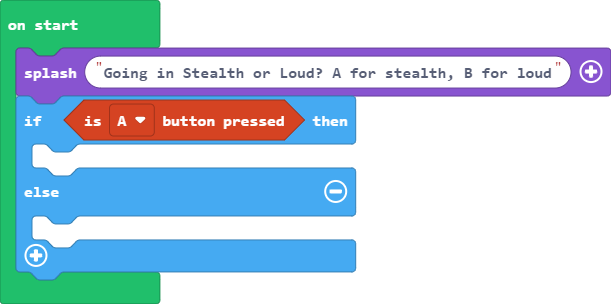 on start
splash "Going in Stealth or Loud? A for stealth, B for loud"
if is A button pressed then
else